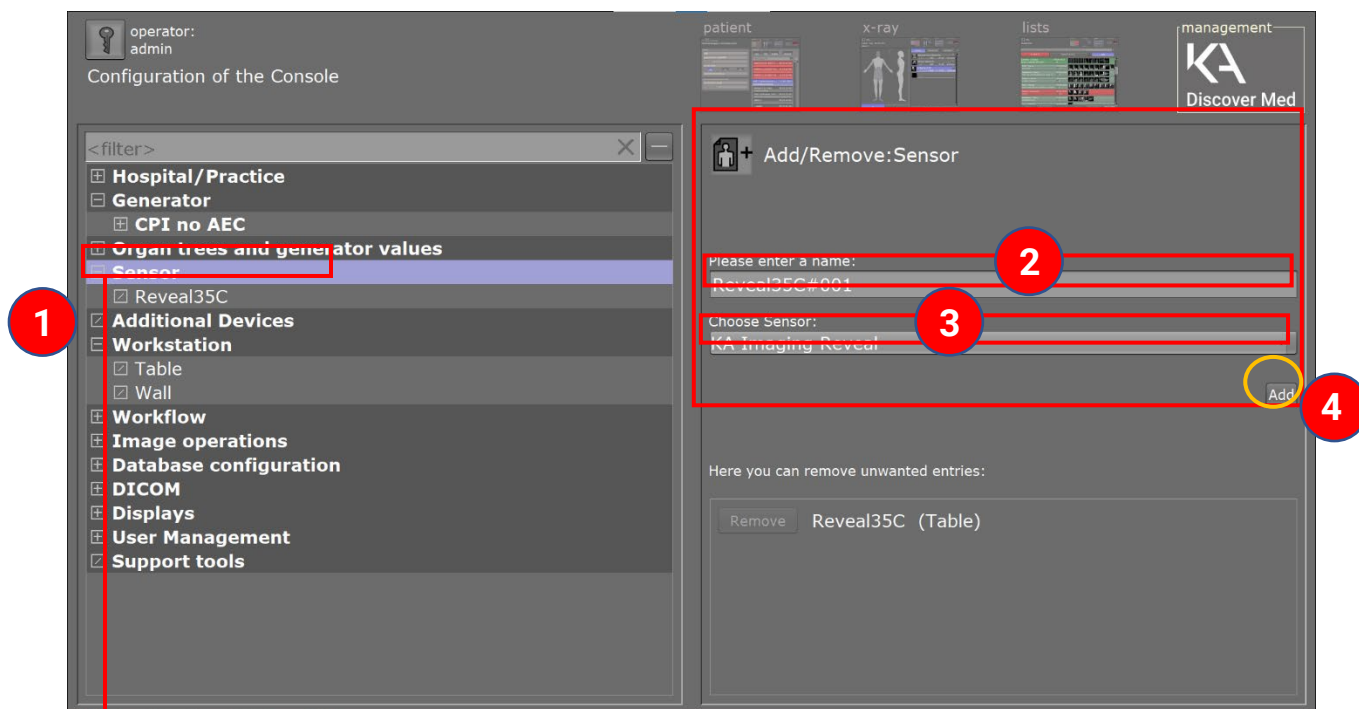 operator:
admin
Configuration of the Console
patient
x-ray
lists
management
KA
Discover Med
<filter>
Hospital/Practice
Generator
CPI no AEC
Organ trees and generator values
Sensor
Reveal35C
Additional Devices
Workstation
Table
Wall
Workflow
Image operations
Database configuration
DICOM
Displays
User Management
Support tools
1
Add/Remove:Sensor
Please enter a name:
2
Reveal35C#001
Choose Sensor:
3
KA Imaging Reveal
Add
4
Here you can remove unwanted entries:
Remove Reveal35C (Table)